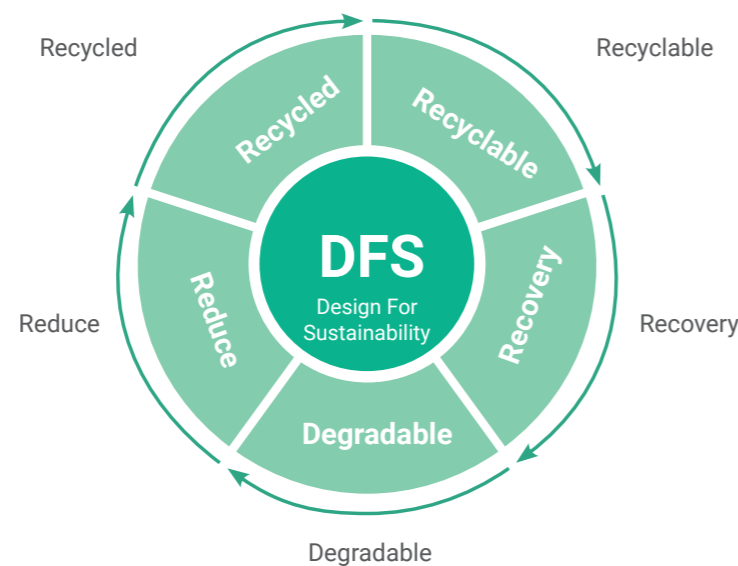 Recycled
Recyclable
Recycled
Recyclable
DFS
Design For
Sustainability
Reduce
Recovery
Reduce
Recovery
Degradable
Degradable